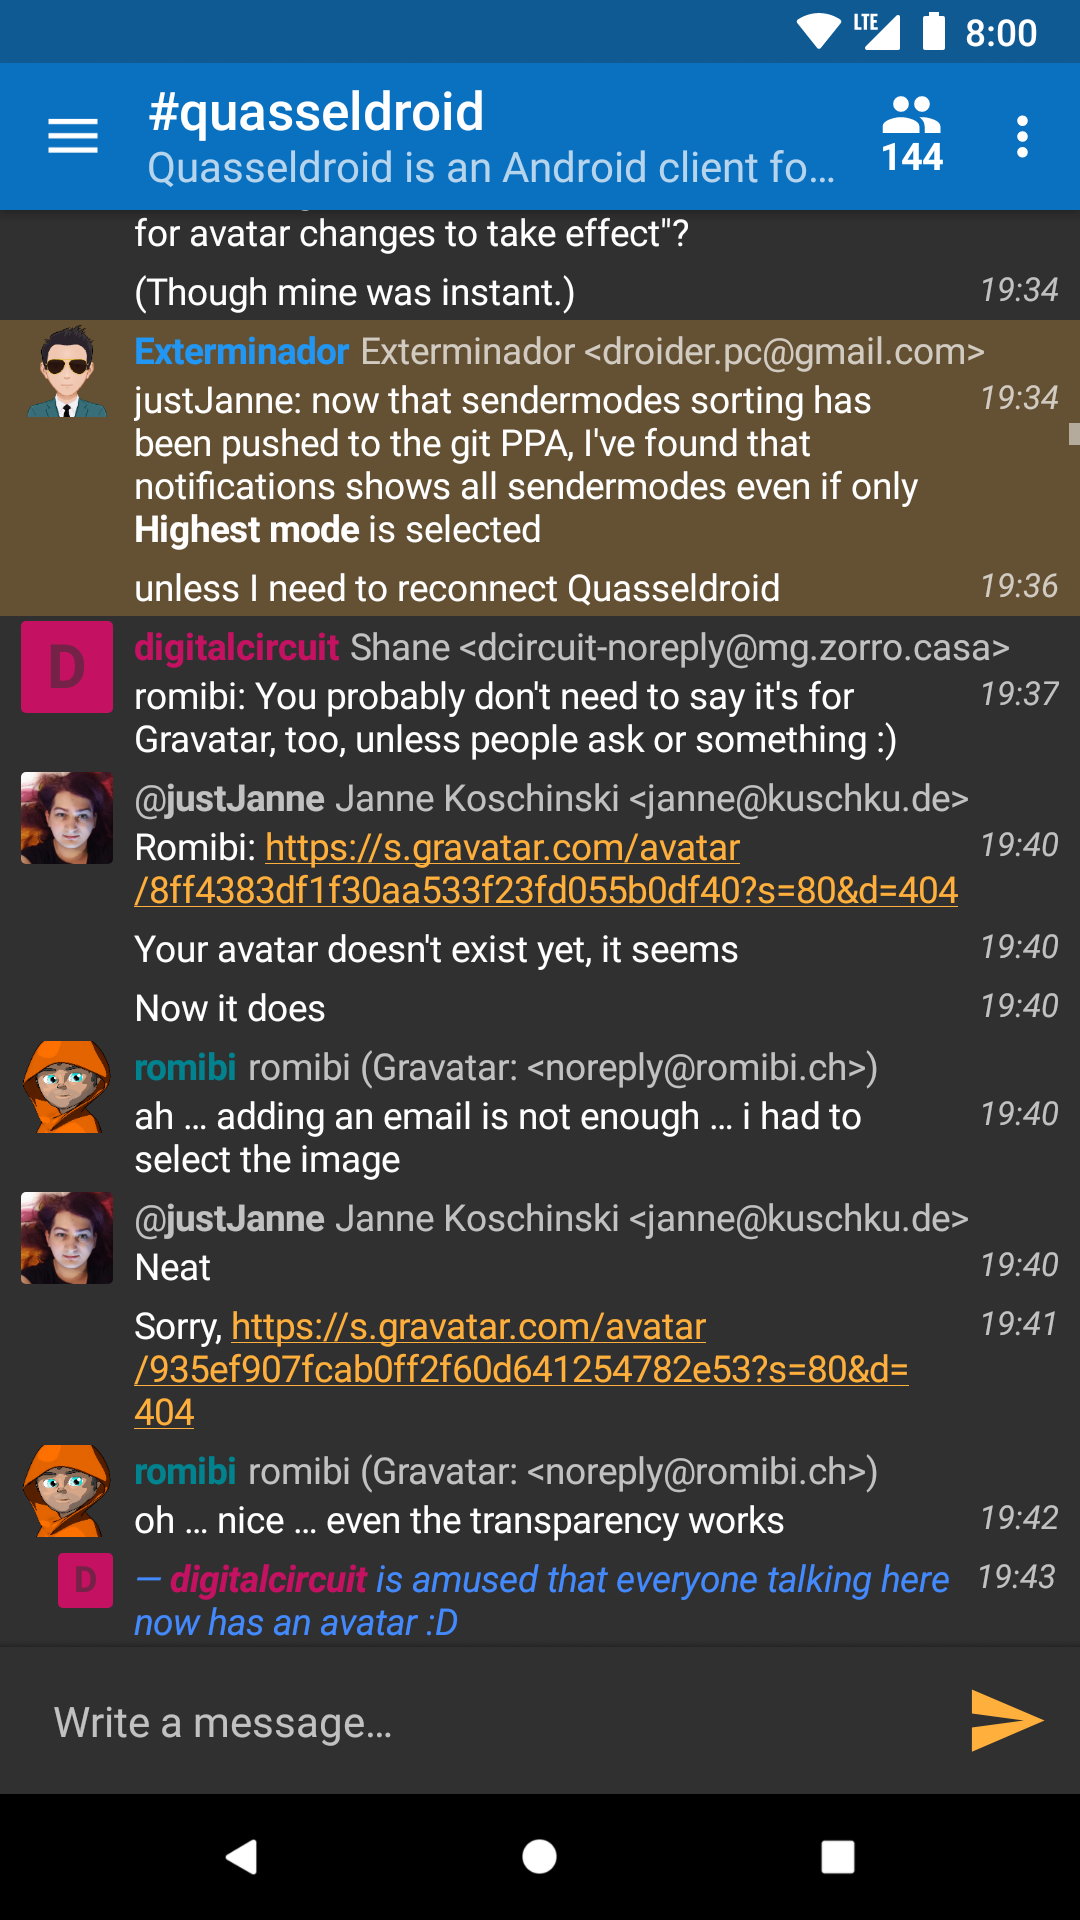 LTE 8:00
#quasseldroid
Quasseldroid is an Android client fo…
144
for avatar changes to take effect"?
(Though mine was instant.) 19:34
Exterminador Exterminador <droider.pc@gmail.com>
justJanne: now that sendermodes sorting has 19:34
been pushed to the git PPA, I've found that
notifications shows all sendermodes even if only
Highest mode is selected
unless I need to reconnect Quasseldroid 19:36
D digitalcircuit Shane <dcircuit-noreply@mg.zorro.casa>
romibi: You probably don't need to say it's for 19:37
Gravatar, too, unless people ask or something :)
@justJanne Janne Koschinski <janne@kuschku.de>
Romibi: https://s.gravatar.com/avatar 19:40
/8ff4383df1f30aa533f23fd055b0df40?s=80&d=404
Your avatar doesn't exist yet, it seems 19:40
Now it does 19:40
romibi romibi (Gravatar: <noreply@romibi.ch>)
ah … adding an email is not enough … i had to 19:40
select the image
@justJanne Janne Koschinski <janne@kuschku.de>
Neat 19:40
Sorry, https://s.gravatar.com/avatar 19:41
/935ef907fcab0ff2f60d641254782e53?s=80&d=
404
romibi romibi (Gravatar: <noreply@romibi.ch>)
oh … nice … even the transparency works 19:42
D — digitalcircuit is amused that everyone talking here 19:43
now has an avatar :D
Write a message…